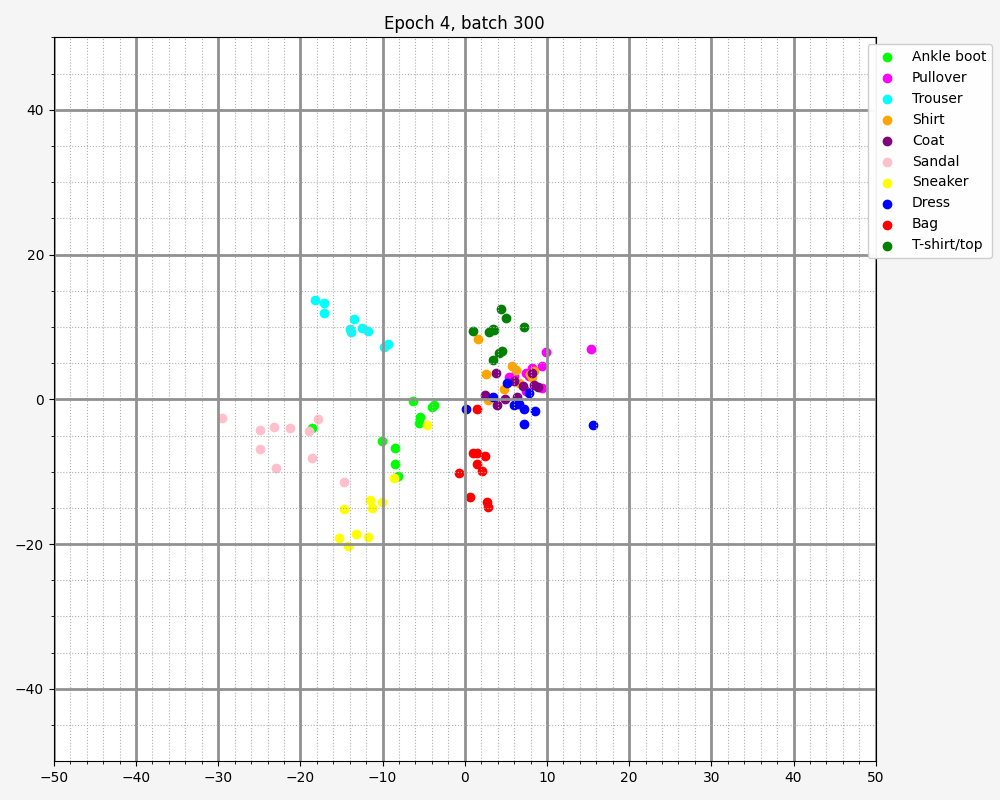 Epoch 4, batch 300
Ankle boot
Pullover
Trouser
Shirt
Coat
Sandal
Sneaker
Dress
Bag
T-shirt/top
40
20
0
−20
−40
−50 −40 −30 −20 −10 0 10 20 30 40 50